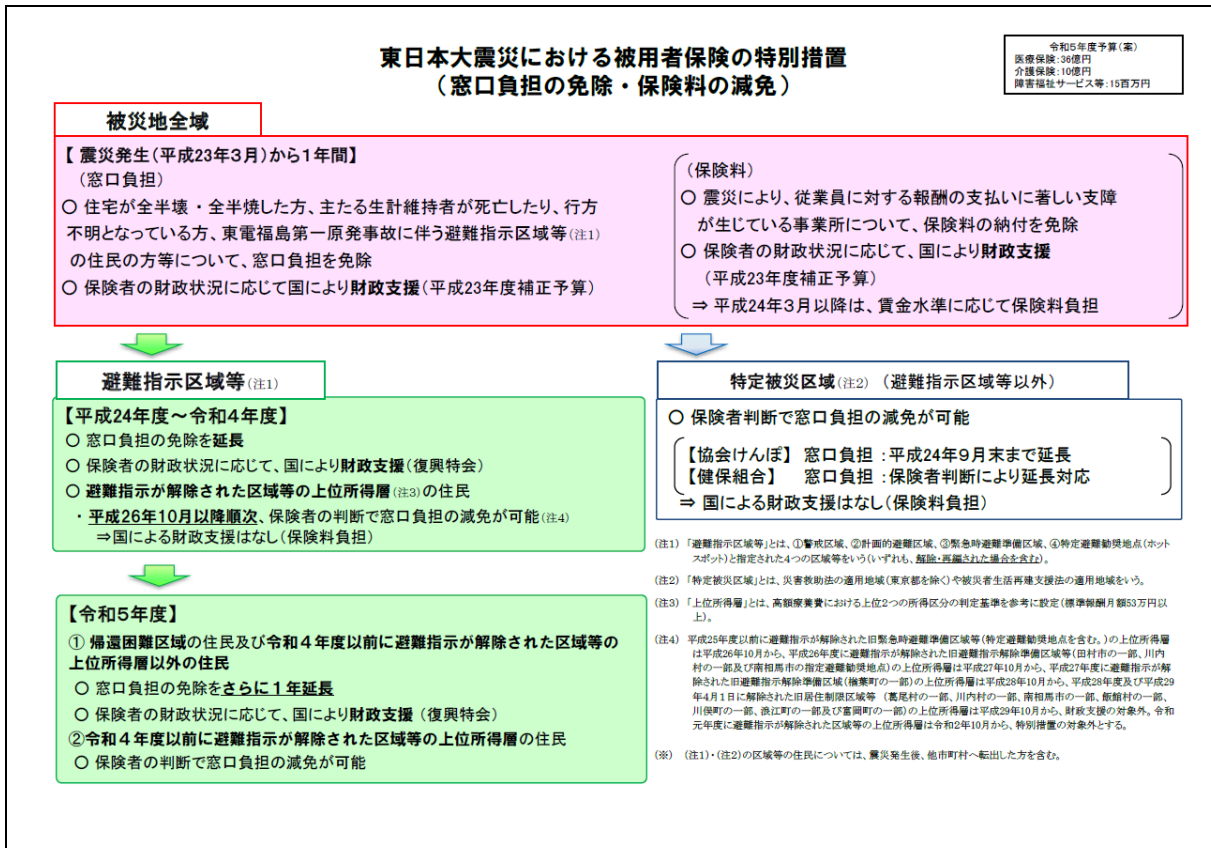 東日本大震災における被用者保険の特別措置
（窓口負担の免除・保険料の減免）
令和5年度予算（案）
医療保険：36億円
介護保険：10億円
障害福祉サービス等：15百万円
被災地全域
【 震災発生（平成23年３月）から１年間】
（窓口負担）
○ 住宅が全半壊 ・ 全半焼した方、主たる生計維持者が死亡したり、行方
不明となっている方、東電福島第一原発事故に伴う避難指示区域等（注1）
の住民の方等について、窓口負担を免除
○ 保険者の財政状況に応じて国により財政支援（平成23年度補正予算）
（保険料）
○ 震災により、従業員に対する報酬の支払いに著しい支障
が生じている事業所について、保険料の納付を免除
○ 保険者の財政状況に応じて、国により財政支援
（平成23年度補正予算）
⇒ 平成24年３月以降は、賃金水準に応じて保険料負担
避難指示区域等（注1）
【平成24年度～令和４年度】
○ 窓口負担の免除を延長
○ 保険者の財政状況に応じて、国により財政支援（復興特会）
○ 避難指示が解除された区域等の上位所得層（注3）の住民
・ 平成26年10月以降順次、保険者の判断で窓口負担の減免が可能（注4）
⇒国による財政支援はなし（保険料負担）
【令和５年度】
① 帰還困難区域の住民及び令和４年度以前に避難指示が解除された区域等の
上位所得層以外の住民
○ 窓口負担の免除をさらに１年延長
○ 保険者の財政状況に応じて、国により財政支援 （復興特会）
②令和４年度以前に避難指示が解除された区域等の上位所得層の住民
○ 保険者の判断で窓口負担の減免が可能
特定被災区域（注2） （避難指示区域等以外）
○ 保険者判断で窓口負担の減免が可能
【協会けんぽ】 窓口負担 ：平成24年９月末まで延長
【健保組合】 窓口負担 ：保険者判断により延長対応
⇒ 国による財政支援はなし（保険料負担）
（注1） 「避難指示区域等」とは、①警戒区域、②計画的避難区域、③緊急時避難準備区域、④特定避難勧奨地点（ホット
スポット）と指定された4つの区域等をいう（いずれも、解除・再編された場合を含む）。
（注2） 「特定被災区域」とは、災害救助法の適用地域（東京都を除く）や被災者生活再建支援法の適用地域をいう。
（注3） 「上位所得層」とは、高額療養費における上位2つの所得区分の判定基準を参考に設定（標準報酬月額53万円以
上）。
（注4） 平成25年度以前に避難指示が解除された旧緊急時避難準備区域等（特定避難勧奨地点を含む。）の上位所得層
は平成26年10月から、平成26年度に避難指示が解除された旧避難指示解除準備区域等（田村市の一部、川内
村の一部及び南相馬市の指定避難勧奨地点）の上位所得層は平成27年10月から、平成27年度に避難指示が解
除された旧避難指示解除準備区域（楢葉町の一部）の上位所得層は平成28年10月から、平成28年度及び平成29
年4月１日に解除された旧居住制限区域等 （葛尾村の一部、川内村の一部、南相馬市の一部、飯舘村の一部、
川俣町の一部、浪江町の一部及び富岡町の一部）の上位所得層は平成29年10月から、財政支援の対象外。令和
元年度に避難指示が解除された区域等の上位所得層は令和2年10月から、特別措置の対象外とする。
（※） （注1）・（注2）の区域等の住民については、震災発生後、他市町村へ転出した方を含む。